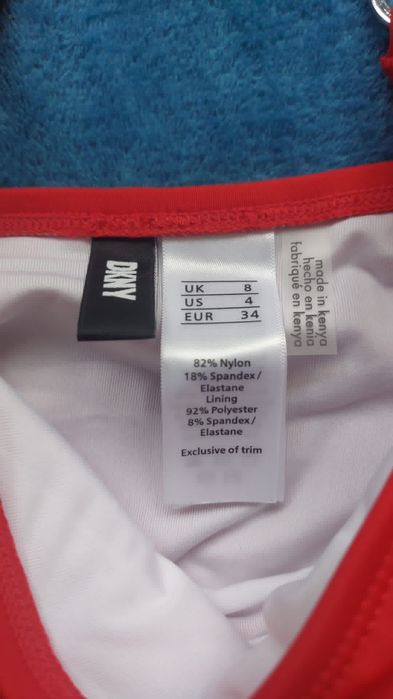 DKNY
UK 8
US 4
EUR 34
82% Nylon
18% Spandex /
Elastane
Lining
92% Polyester
8% Spandex /
Elastane
Exclusive of trim
made in kenya
hecho en kenia
fabriqué en kenya